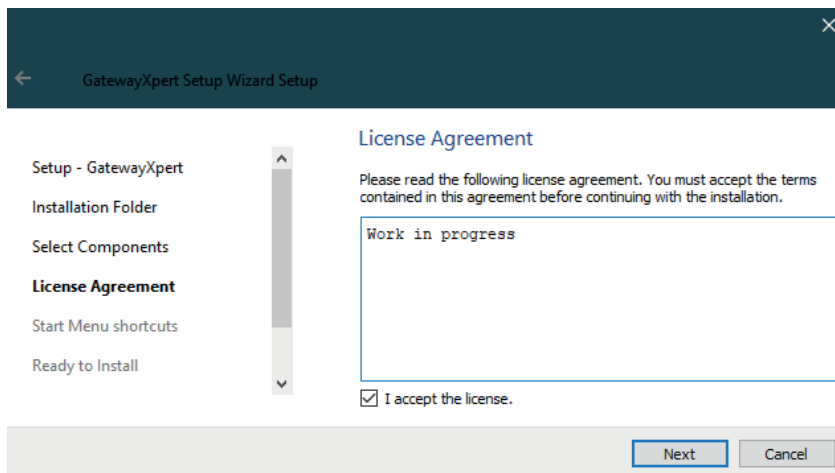 GatewayXpert Setup Wizard Setup
Setup - GatewayXpert
Installation Folder
Select Components
License Agreement
Start Menu shortcuts
Ready to Install
License Agreement
Please read the following license agreement. You must accept the terms
contained in this agreement before continuing with the installation.
Work in progress
I accept the license.
Next
Cancel